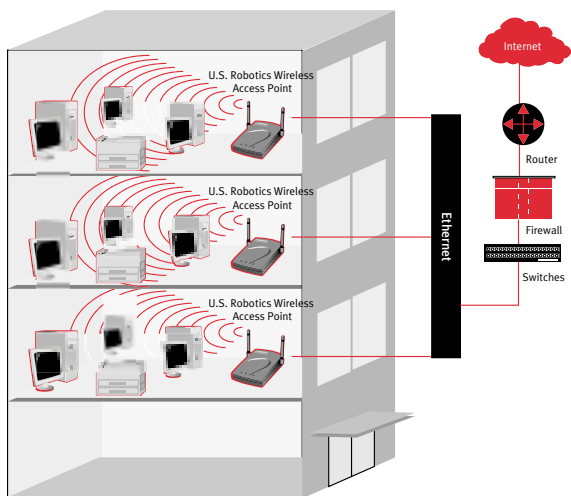 Internet
U.S. Robotics Wireless
Access Point
Router
U.S. Robotics Wireless
Access Point
Ethernet
Firewall
Switches
U.S. Robotics Wireless
Access Point